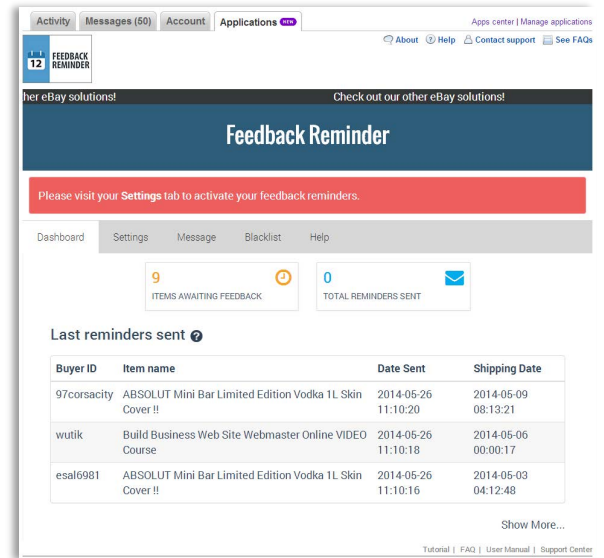 Activity Messages (50) Account Applications NEW Apps center | Manage applications
About Help Contact support See FAQs
12 FEEDBACK
REMINDER
her eBay solutions! Check out our other eBay solutions!
Feedback Reminder
Please visit your Settings tab to activate your feedback reminders.
Dashboard Settings Message Blacklist Help
9 0
ITEMS AWAITING FEEDBACK TOTAL REMINDERS SENT
Last reminders sent ?
Buyer ID Item name Date Sent Shipping Date
97corsacity ABSOLUT Mini Bar Limited Edition Vodka 1L Skin 2014-05-26 2014-05-09
Cover !! 11:10:20 08:13:21
wutik Build Business Web Site Webmaster Online VIDEO 2014-05-26 2014-05-06
Course 11:10:18 00:00:17
esal6981 ABSOLUT Mini Bar Limited Edition Vodka 1L Skin 2014-05-26 2014-05-03
Cover !! 11:10:16 04:12:48
Show More...
Tutorial | FAQ | User Manual | Support Center